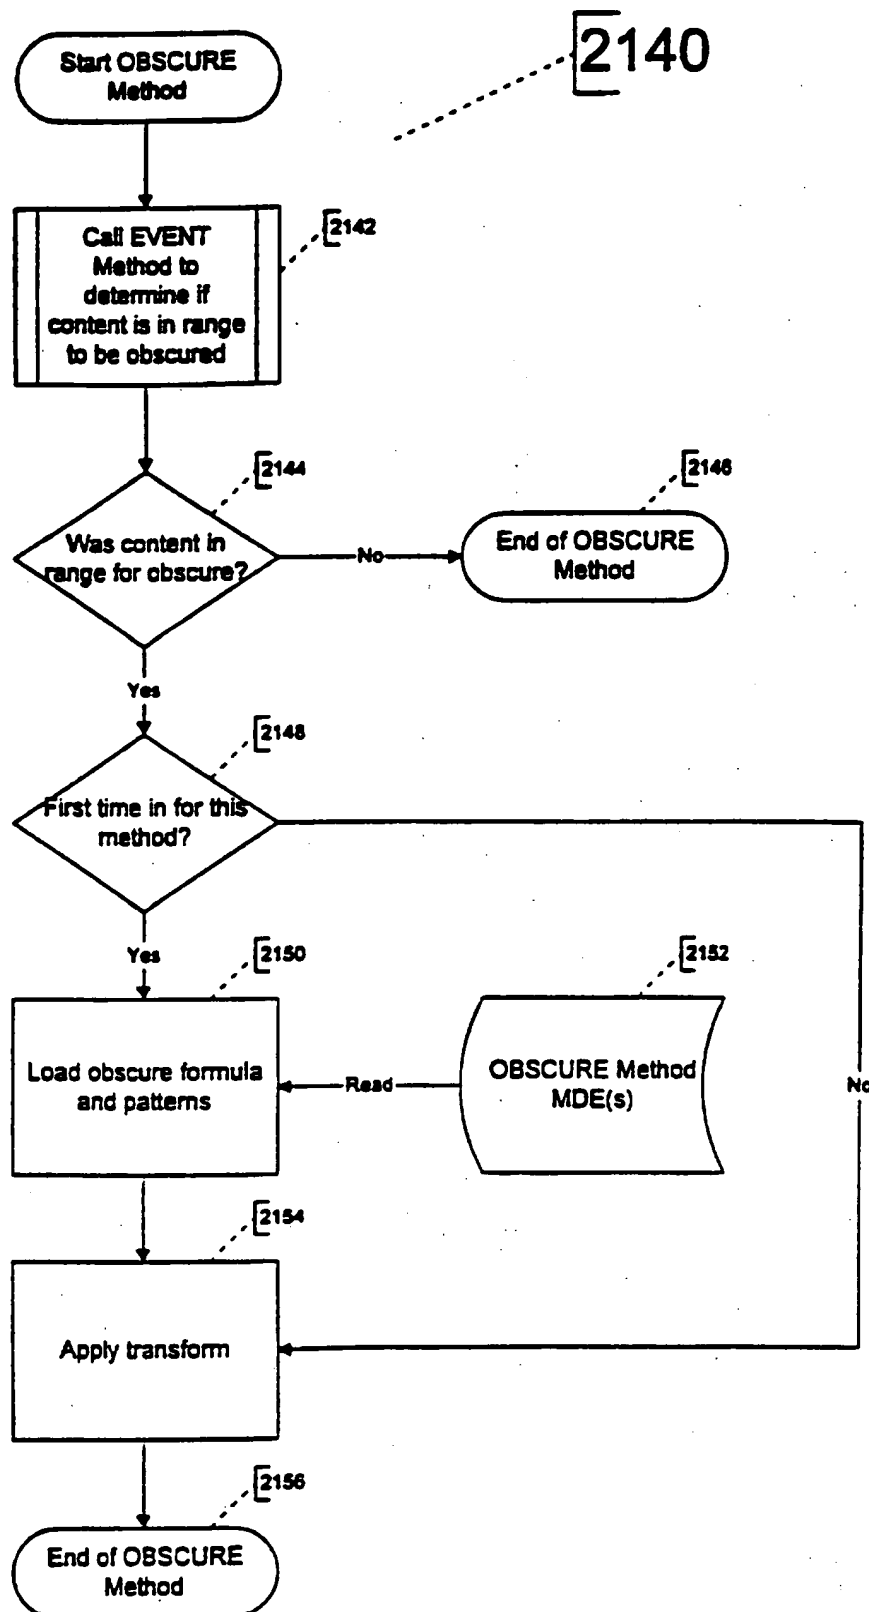 2140
Start OBSCURE
Method
2142
Call EVENT
Method to
determine if
content is in range
to be obscured
2144
Was content in
range for obscure?
No
2146
End of OBSCURE
Method
Yes
2148
First time in for this
method?
Yes
2150
Load obscure formula
and patterns
Read
2152
OBSCURE Method
MDE(s)
No
2154
Apply transform
2156
End of OBSCURE
Method